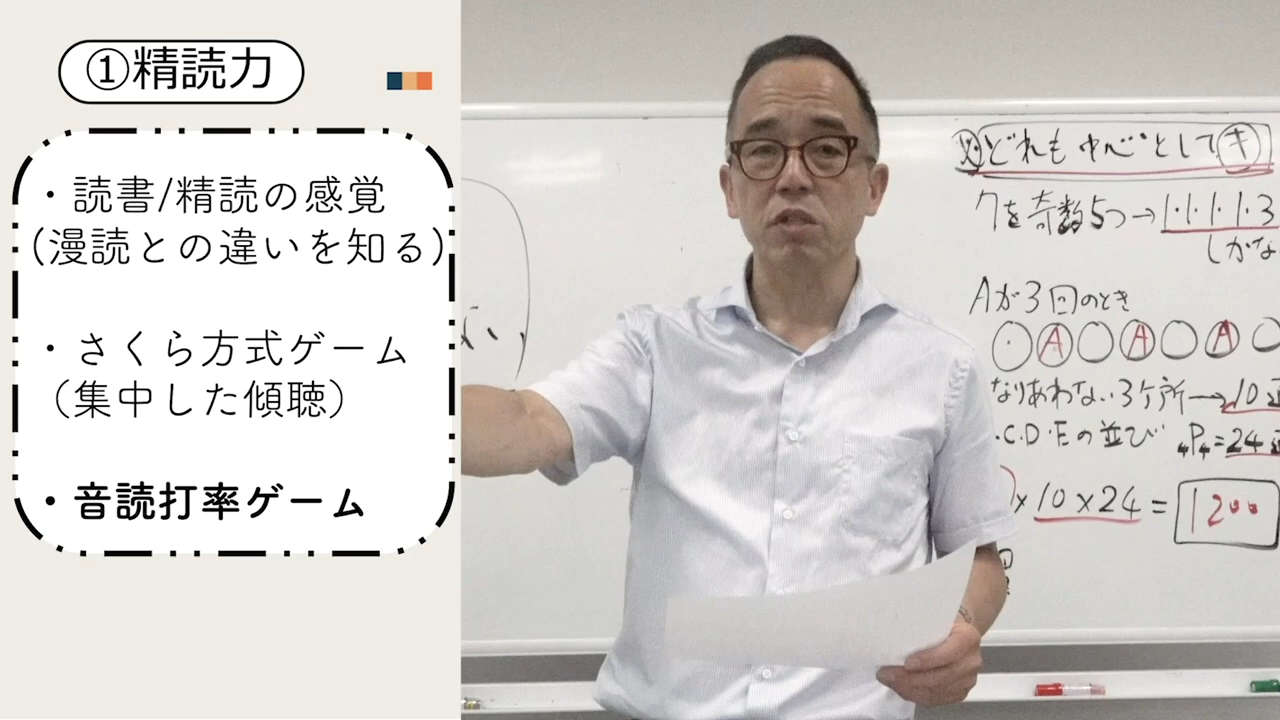 ①精読力
・読書/精読の感覚
(漫読との違いを知る)
・さくら方式ゲーム
(集中した傾聴)
・音読打率ゲーム
どれも中心として
7を奇数5つ→1・1・1・1・3
しかな
Aが3回のとき
A A A
なりあわない3ヶ所→10
C・D・Eの並び ₄P₄=24
×10×24=1200